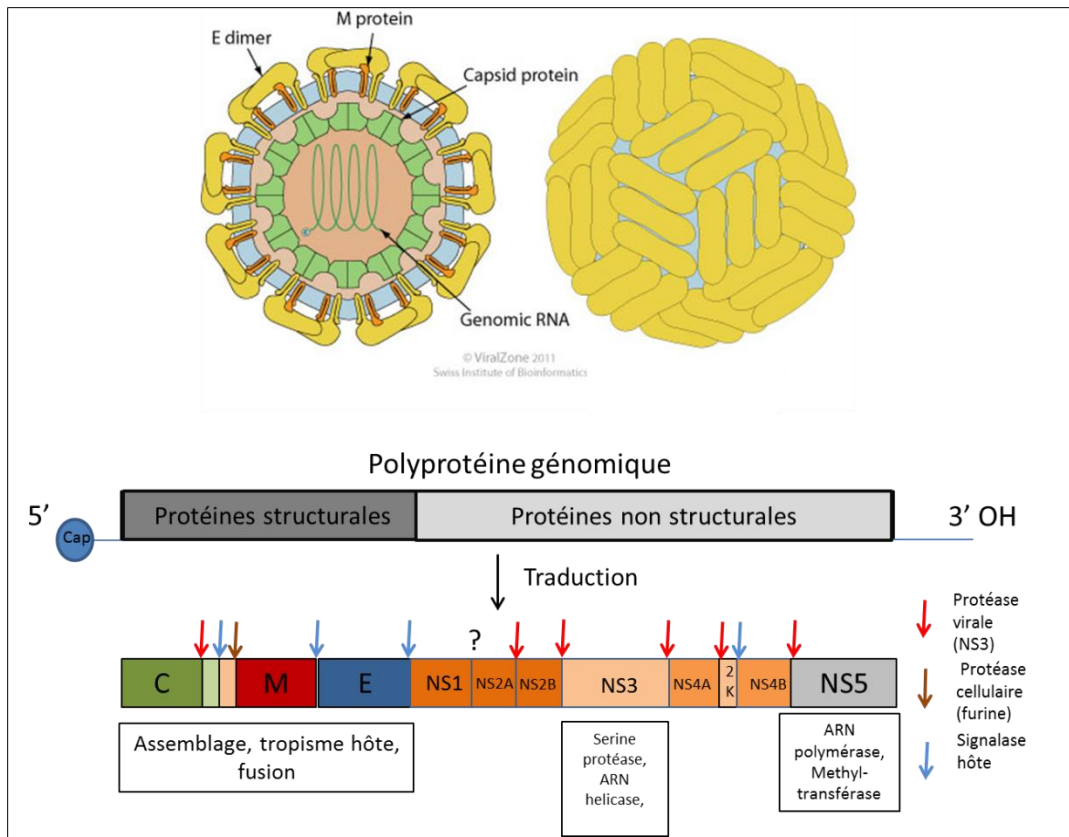 M protein
E dimer
Capsid protein
Genomic RNA
© ViralZone 2011
Swiss Institute of Bioinformatics
Polyprotéine génomique
5’
Cap
Protéines structurales
Protéines non structurales
3’ OH
Traduction
?
C
M
E
NS1
NS2A
NS2B
NS3
NS4A
2
K
NS4B
NS5
Assemblage, tropisme hôte,
fusion
Serine
protéase,
ARN
helicase,
ARN
polymérase,
Methyl-
transférase
Protéase
virale
(NS3)
Protéase
cellulaire
(furine)
Signalase
hôte